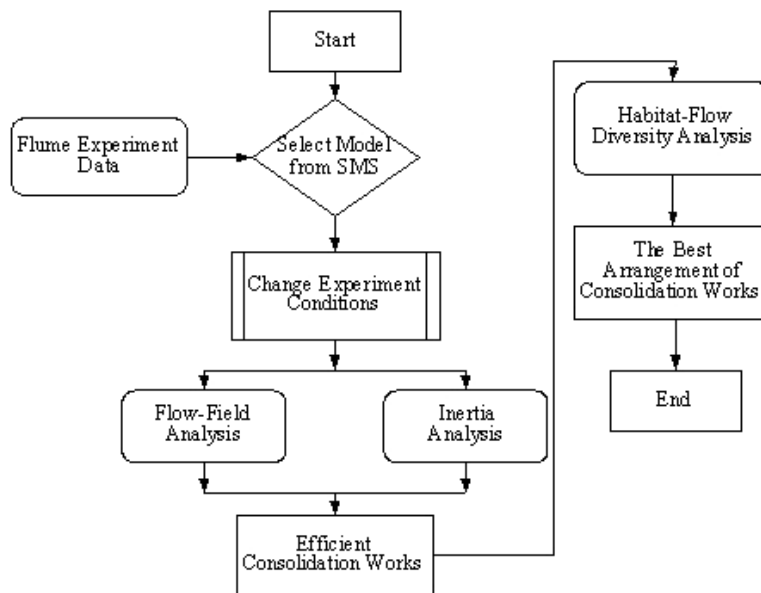 Start
Flume Experiment
Data
Select Model
from SMS
Change Experiment
Conditions
Flow-Field
Analysis
Inertia
Analysis
Efficient
Consolidation Works
Habitat-Flow
Diversity Analysis
The Best
Arrangement of
Consolidation Works
End